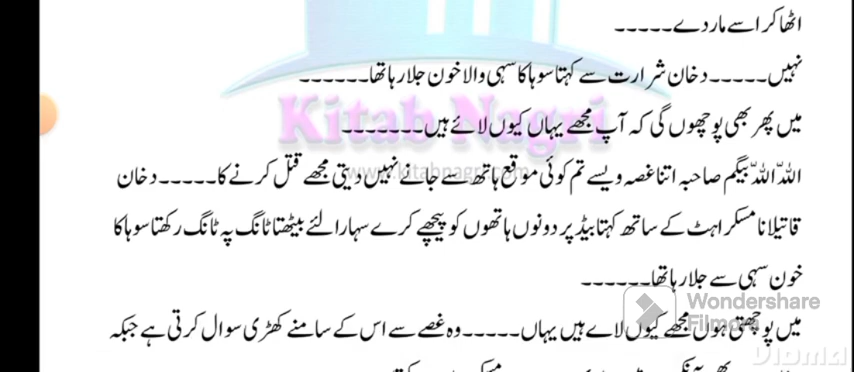 اٹھا کر اسے مار دے-----
نہیں-----دخان شرارت سے کہتا سوہا کا سہی والا خون جلا رہا تھا------
Kitab Nagri
میں پھر بھی پوچھوں گی کہ آپ مجھے یہاں کیوں لائے ہیں-------
اللہ اللہ بیگم صاحبہ اتنا غصہ ویسے تم کوئی موقع ہاتھ سے جانے نہیں دیتی مجھے قتل کرنے کا-----دخان
www.kitabnagri.com
قاتیلانا مسکراہٹ کے ساتھ کہتا بیڈ پر دونوں ہاتھوں کو پیچھے کرے سہارا لئے بیٹھتا ٹانگ پہ ٹانگ رکھتا سوہا کا
خون سہی سے جلا رہا تھا------
Wondershare
Filmora
میں پوچھتی ہوں مجھے کیوں لاے ہیں یہاں-----وہ غصے سے اس کے سامنے کھڑی سوال کرتی ہے جبکہ